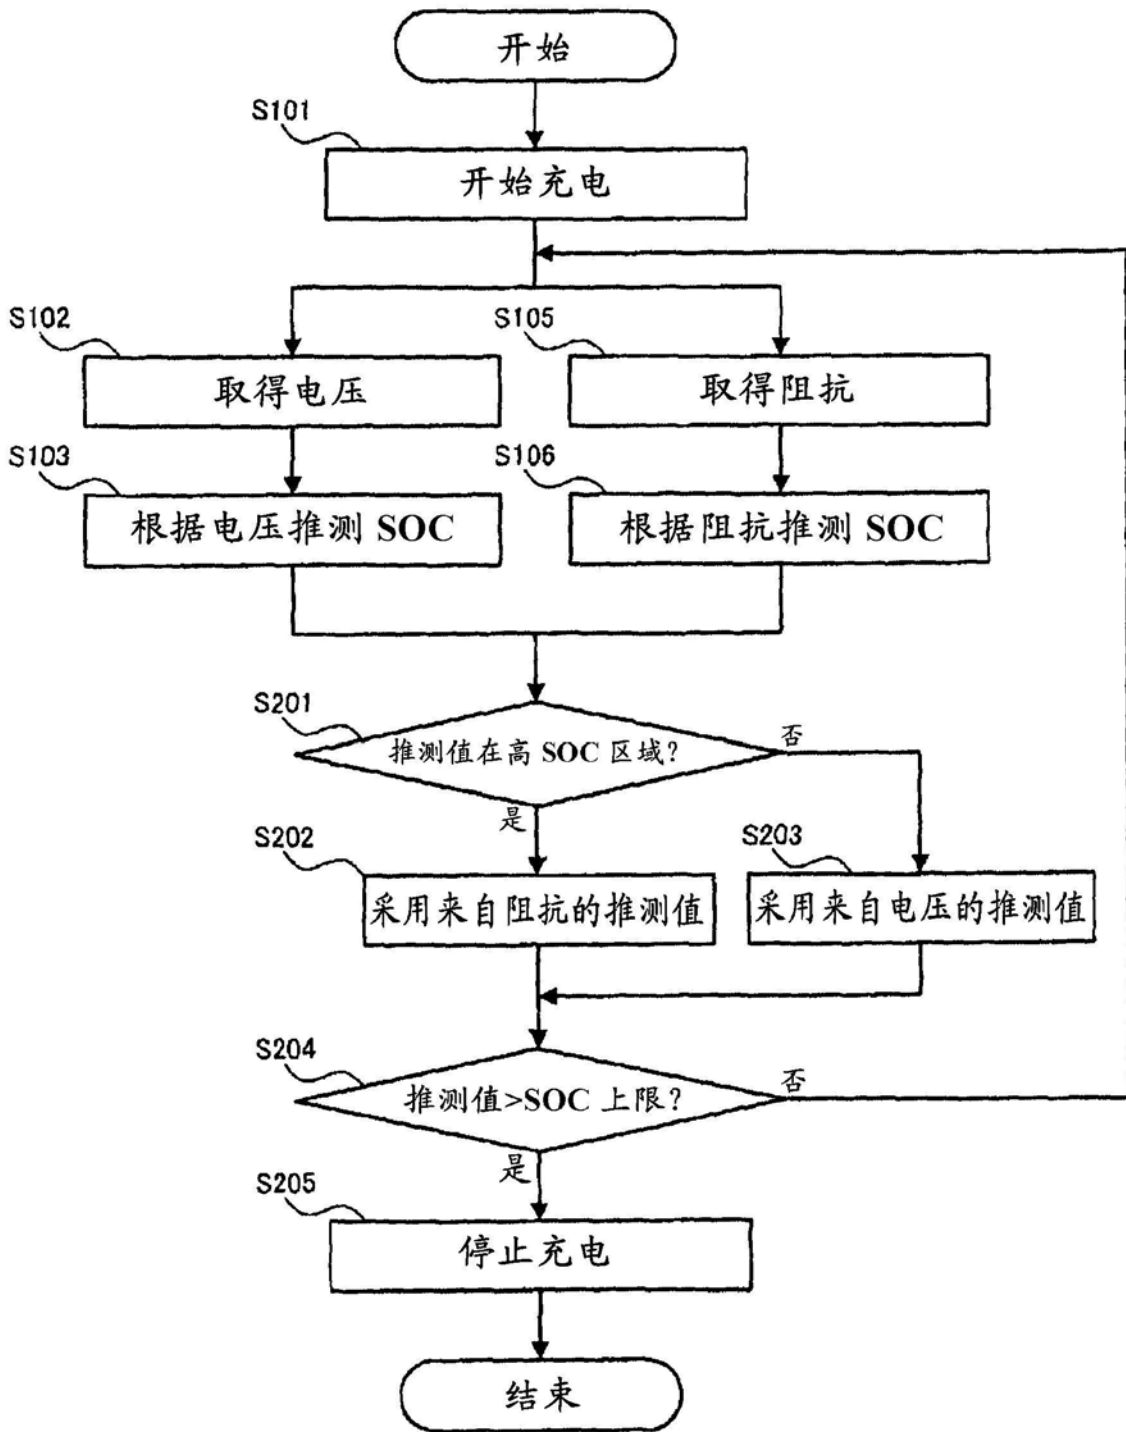 开始
S101
开始充电
S102
取得电压
S105
取得阻抗
S103
根据电压推测 SOC
S106
根据阻抗推测 SOC
S201
推测值在高 SOC 区域?
否
是
S202
采用来自阻抗的推测值
S203
采用来自电压的推测值
S204
推测值>SOC 上限?
否
是
S205
停止充电
结束